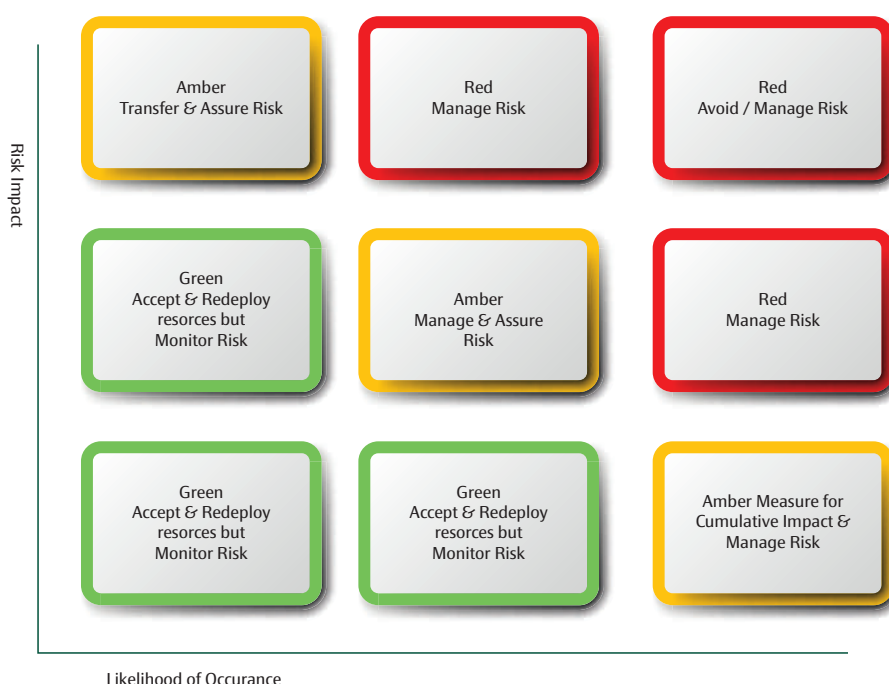 Amber
Transfer & Assure Risk
Red
Manage Risk
Red
Avoid / Manage Risk
Risk Impact
Green
Accept & Redeploy
resorces but
Monitor Risk
Amber
Manage & Assure
Risk
Red
Manage Risk
Green
Accept & Redeploy
resorces but
Monitor Risk
Green
Accept & Redeploy
resorces but
Monitor Risk
Amber Measure for
Cumulative Impact &
Manage Risk
Likelihood of Occurance